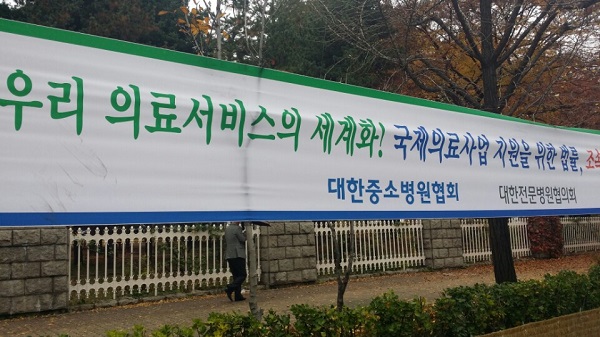 우리 의료서비스의 세계화! 국제의료사업 지원을 위한 법률,
대한중소병원협회 대한전문병원협의회